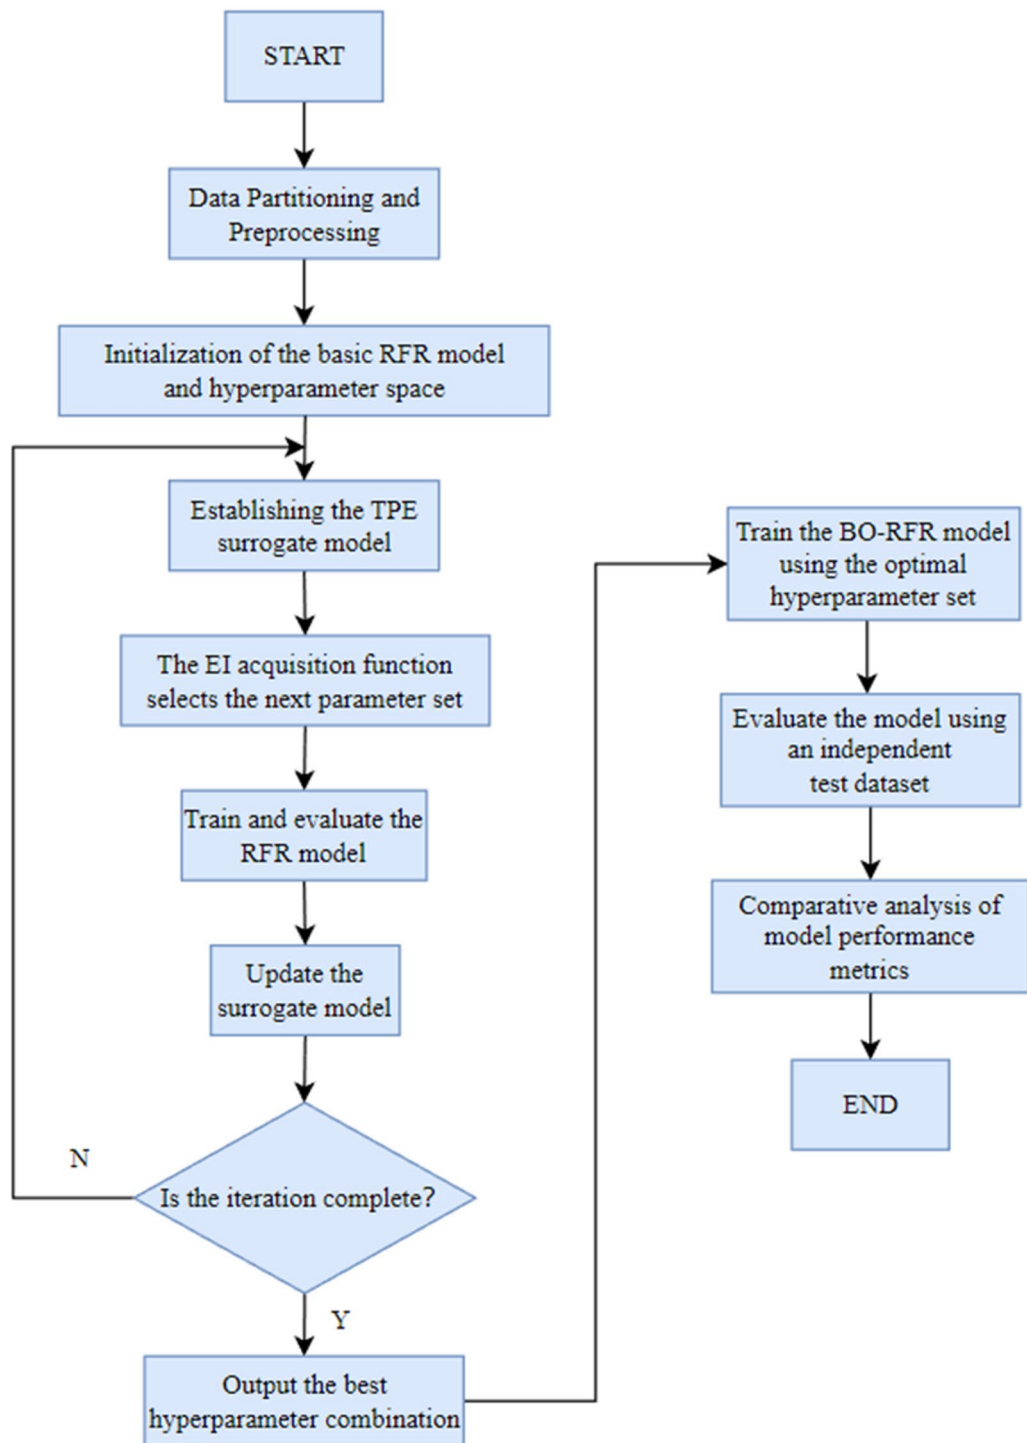 START
Data Partitioning and
Preprocessing
Initialization of the basic RFR model
and hyperparameter space
Establishing the TPE
surrogate model
The EI acquisition function
selects the next parameter set
Train and evaluate the
RFR model
Update the
surrogate model
N
Is the iteration complete?
Y
Output the best
hyperparameter combination
Train the BO-RFR model
using the optimal
hyperparameter set
Evaluate the model using
an independent
test dataset
Comparative analysis of
model performance
metrics
END